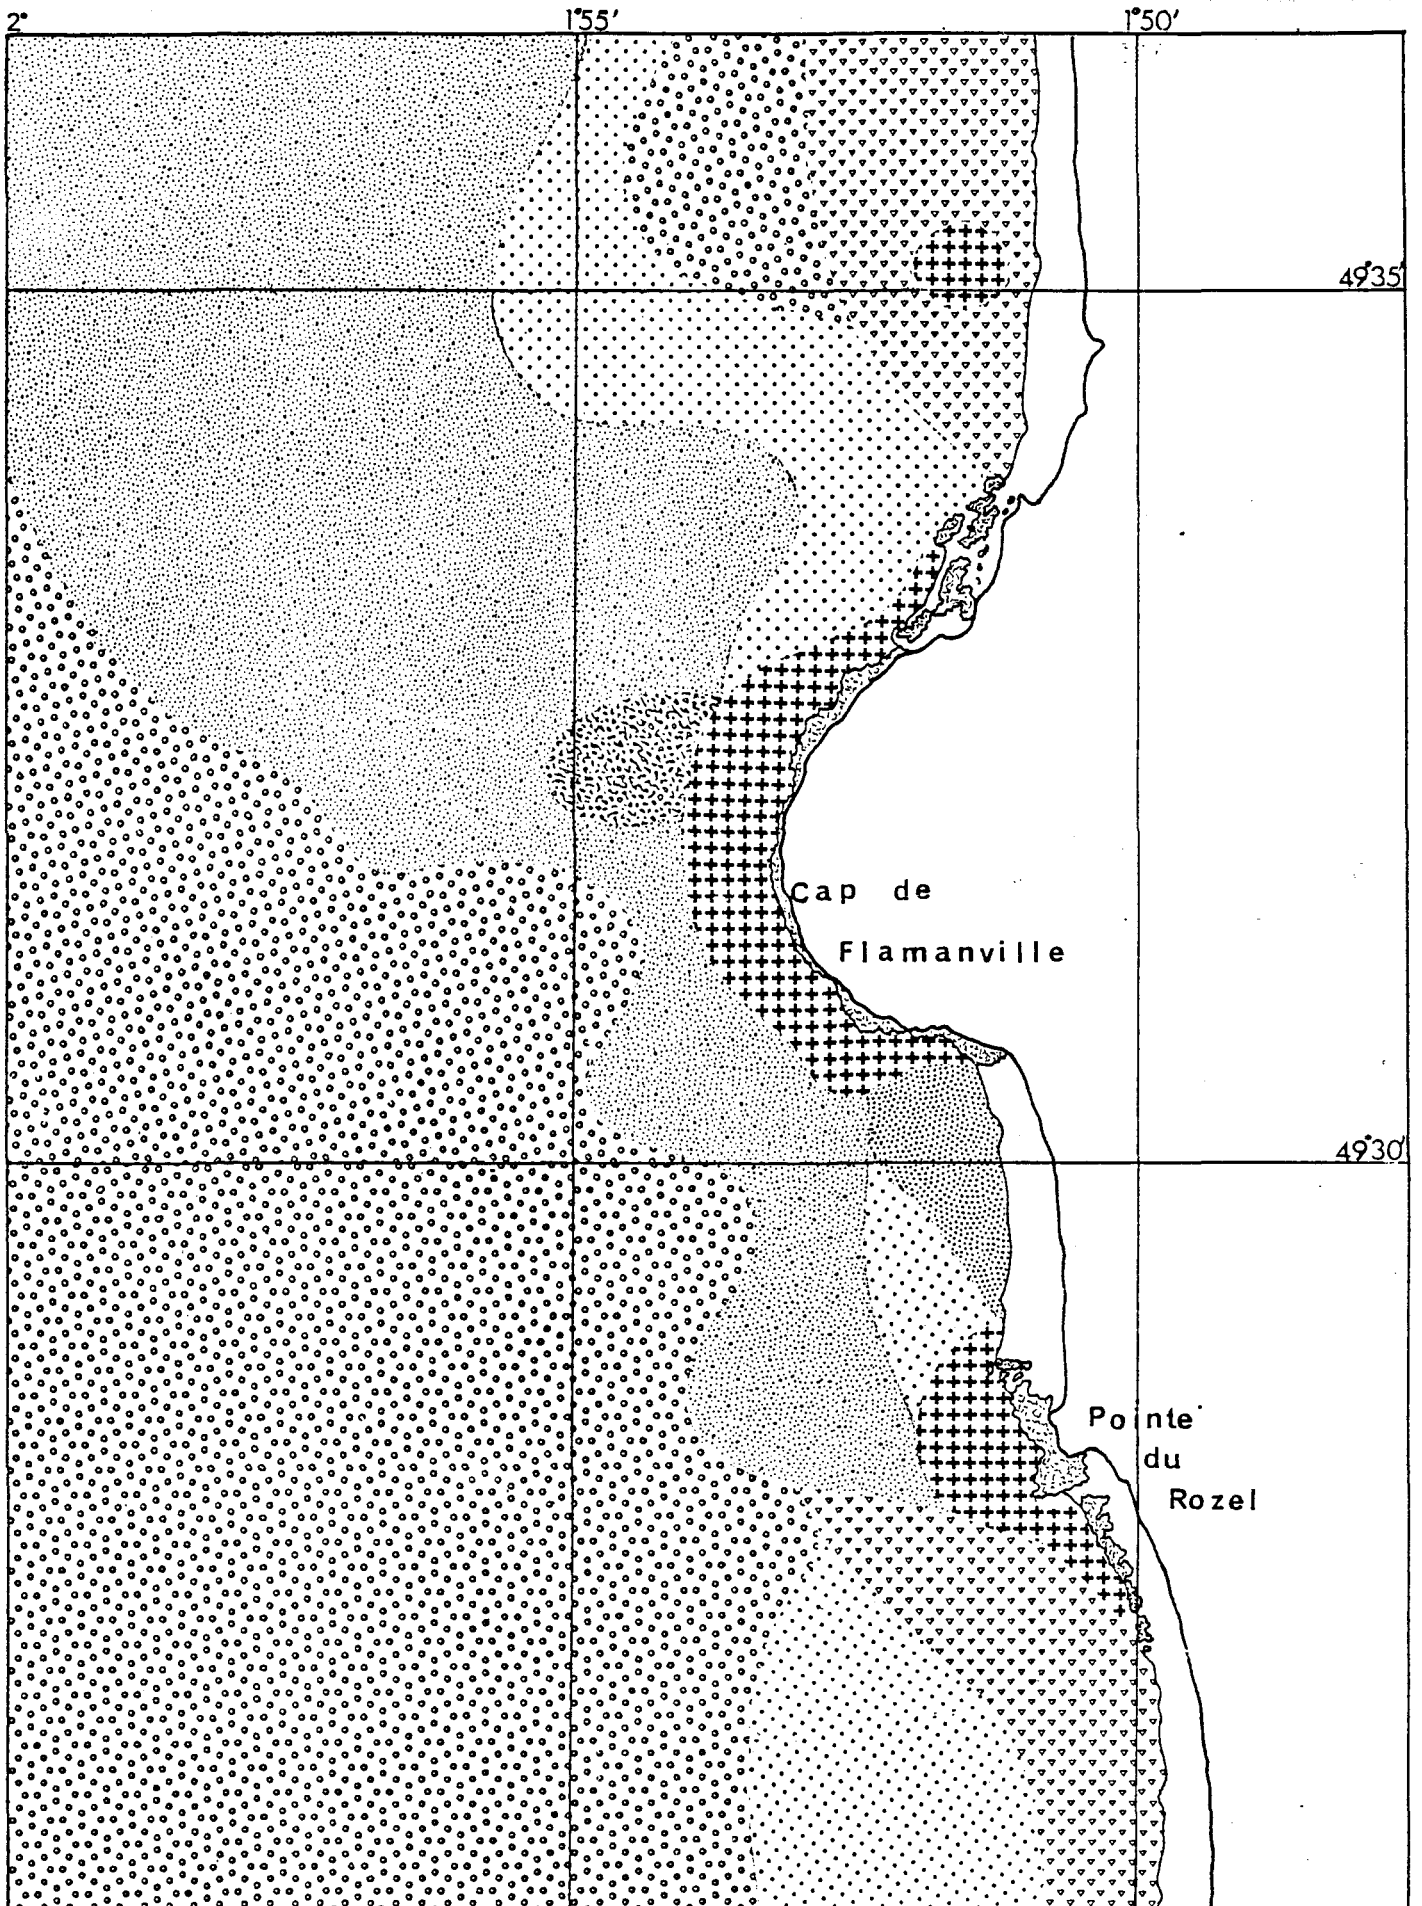 2° 1°55' 1°50'
49°35'
Cap de
Flamanville
49°30'
Pointe
du
Rozel